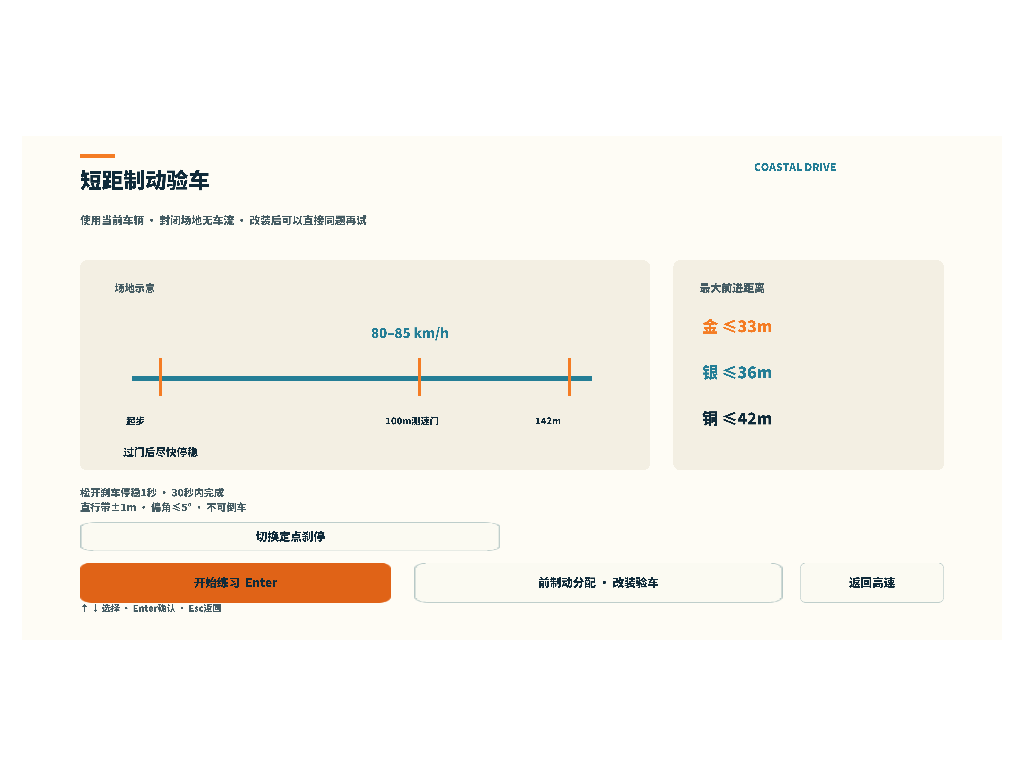 短距制动验车
COASTAL DRIVE
使用当前车辆 · 封闭场地无车流 · 改装后可以直接同题再试
场地示意
80–85 km/h
起步
100m测速门
142m
过门后尽快停稳
最大前进距离
金 ≤33m
银 ≤36m
铜 ≤42m
松开刹车停稳1秒 · 30秒内完成
直行带±1m · 偏角≤5° · 不可倒车
切换定点刹停
开始练习 Enter
前制动分配 · 改装验车
返回高速
↑ ↓ 选择 · Enter确认 · Esc返回